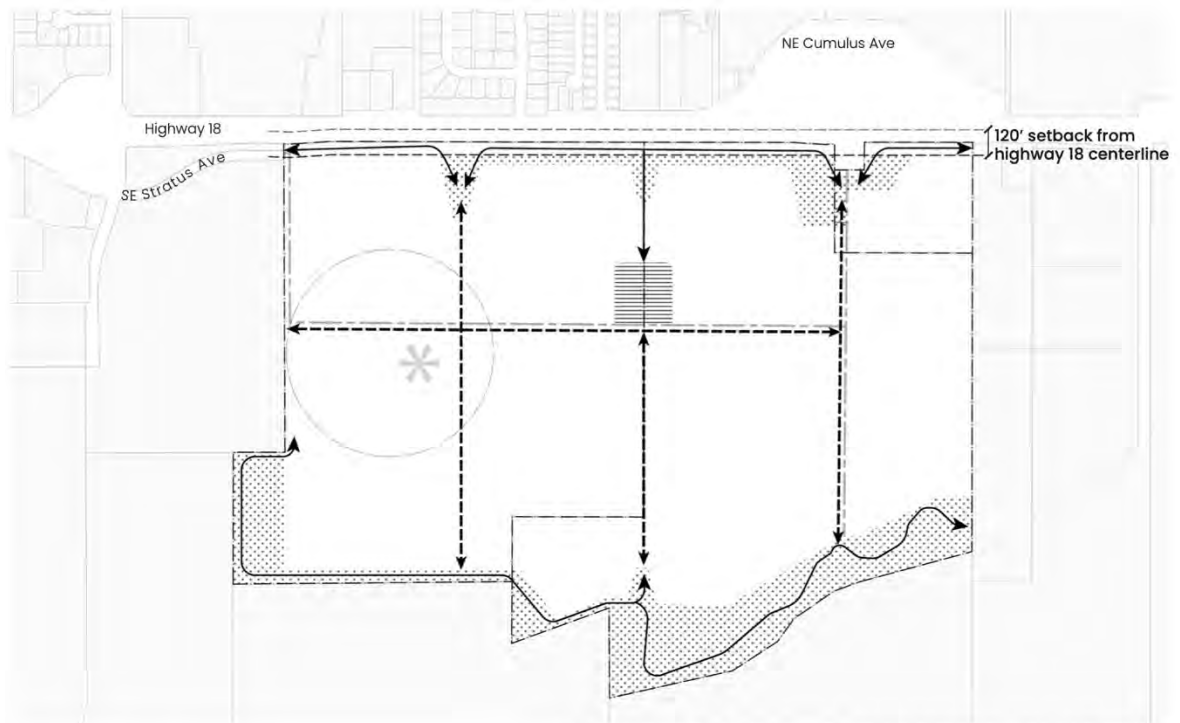 NE Cumulus Ave
Highway 18
120' setback from
highway 18 centerline
SE Stratus Ave